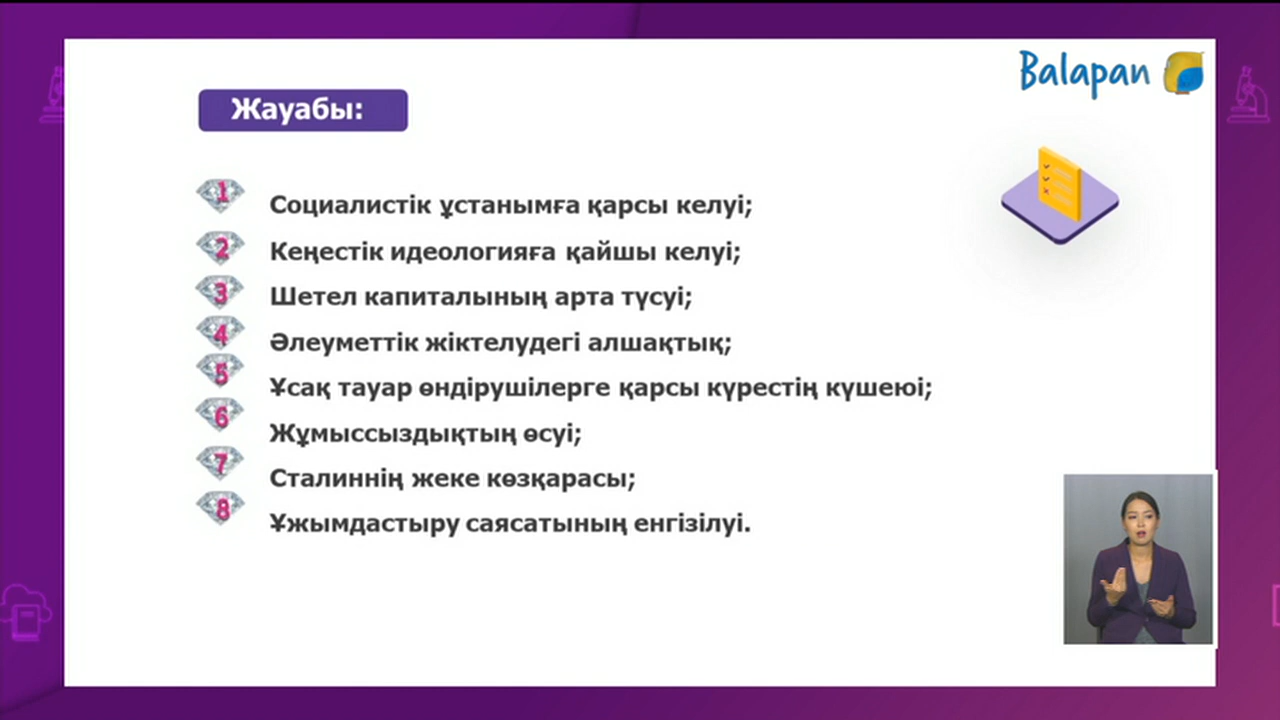 Balapan
Жауабы:
1 Социалистік ұстанымға қарсы келуі;
2 Кеңестік идеологияға қайшы келуі;
3 Шетел капиталының арта түсуі;
4 Әлеуметтік жіктелудегі алшақтық;
5 Ұсақ тауар өндірушілерге қарсы күрестің күшеюі;
6 Жұмыссыздықтың өсуі;
7 Сталиннің жеке көзқарасы;
8 Ұжымдастыру саясатының енгізілуі.